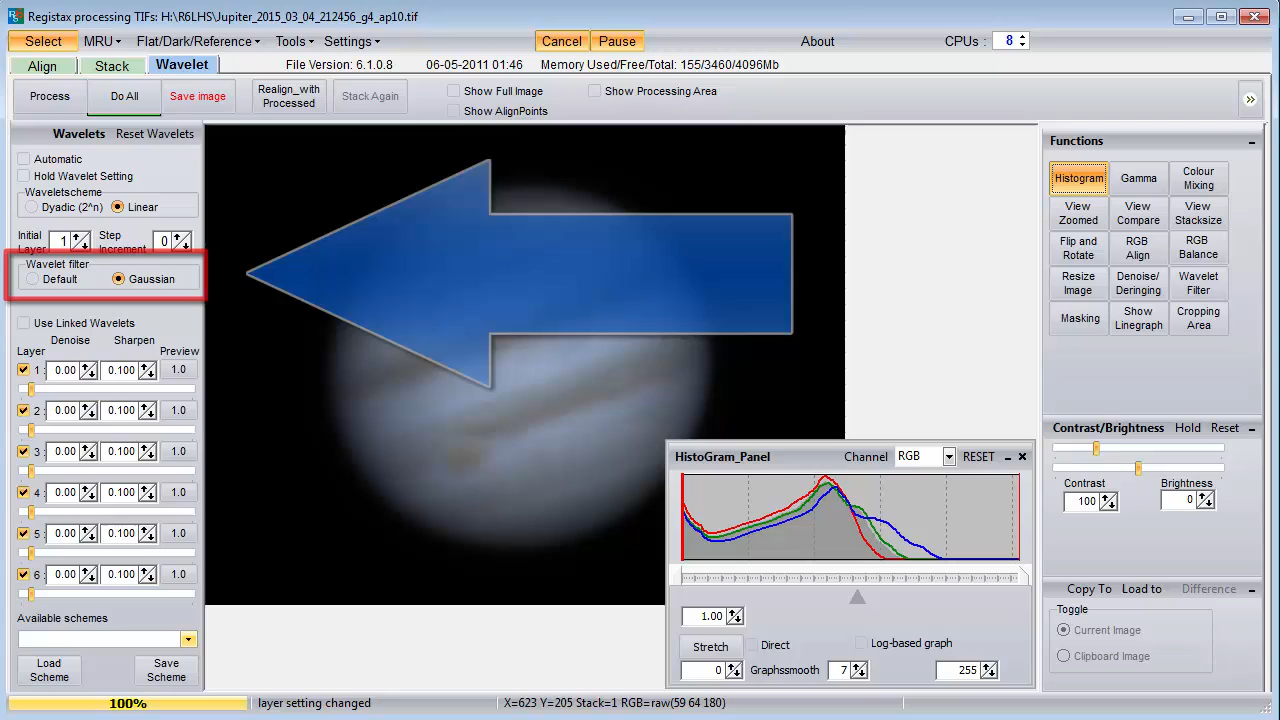 Registax processing TIFs: H:\R6LHS\Jupiter_2015_03_04_212456_g4_ap10.tif
Select MRU Flat/Dark/Reference Tools Settings Cancel Pause About CPUs : 8
Align Stack Wavelet File Version: 6.1.0.8 06-05-2011 01:46 Memory Used/Free/Total: 155/3460/4096Mb
Process Do All Save image Realign_with Processed Stack Again Show Full Image Show Processing Area
Show AlignPoints
Wavelets Reset Wavelets
Automatic
Hold Wavelet Setting
Waveletscheme
Dyadic (2^n) Linear
Initial Layer 1 Step Increment 0
Wavelet filter
Default Gaussian
Use Linked Wavelets
Denoise Sharpen
Layer Preview
1 : 0.00 0.100 1.0
2 : 0.00 0.100 1.0
3 : 0.00 0.100 1.0
4 : 0.00 0.100 1.0
5 : 0.00 0.100 1.0
6 : 0.00 0.100 1.0
Available schemes
Load Scheme Save Scheme
HistoGram_Panel Channel RGB RESET
1.00
Stretch Direct Log-based graph
0 Graphssmooth 7 255
Functions
Histogram Gamma Colour Mixing
View Zoomed View Compare View Stacksize
Flip and Rotate RGB Align RGB Balance
Resize Image Denoise/ Deringing Wavelet Filter
Masking Show Linegraph Cropping Area
Contrast/Brightness Hold Reset
Contrast Brightness
100 0
Copy To Load to Difference
Toggle
Current Image
Clipboard Image
100% layer setting changed X=623 Y=205 Stack=1 RGB=raw(59 64 180)